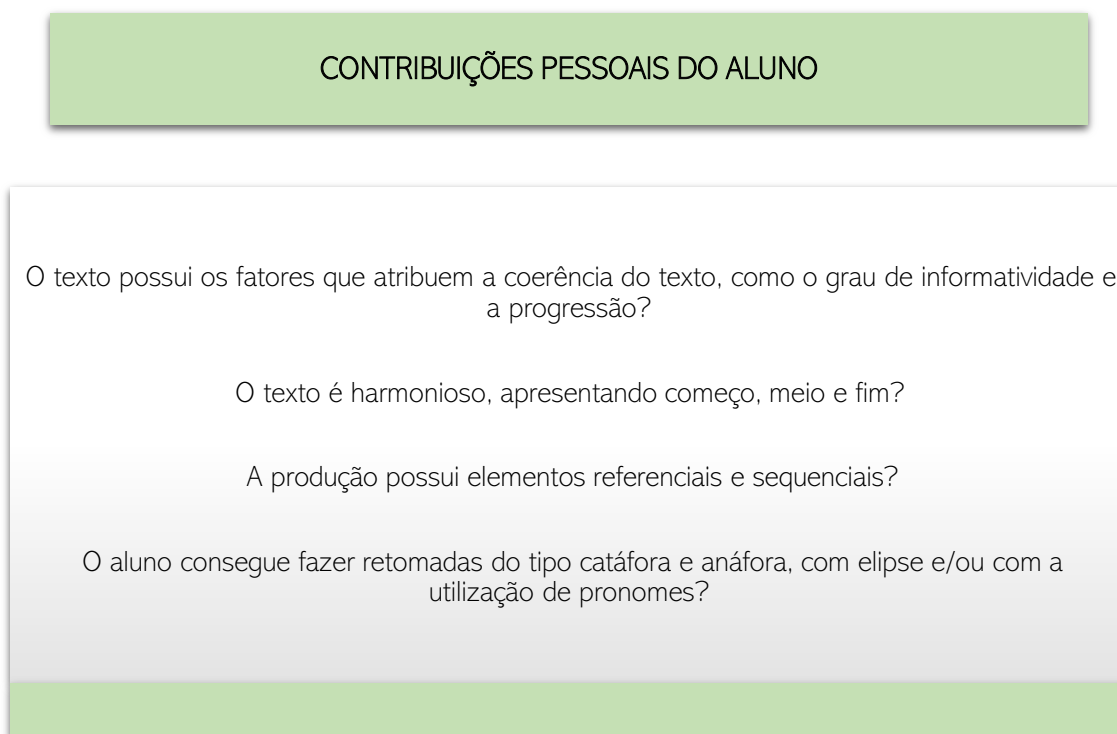 CONTRIBUIÇÕES PESSOAIS DO ALUNO
O texto possui os fatores que atribuem a coerência do texto, como o grau de informatividade e
a progressão?
O texto é harmonioso, apresentando começo, meio e fim?
A produção possui elementos referenciais e sequenciais?
O aluno consegue fazer retomadas do tipo catáfora e anáfora, com elipse e/ou com a
utilização de pronomes?